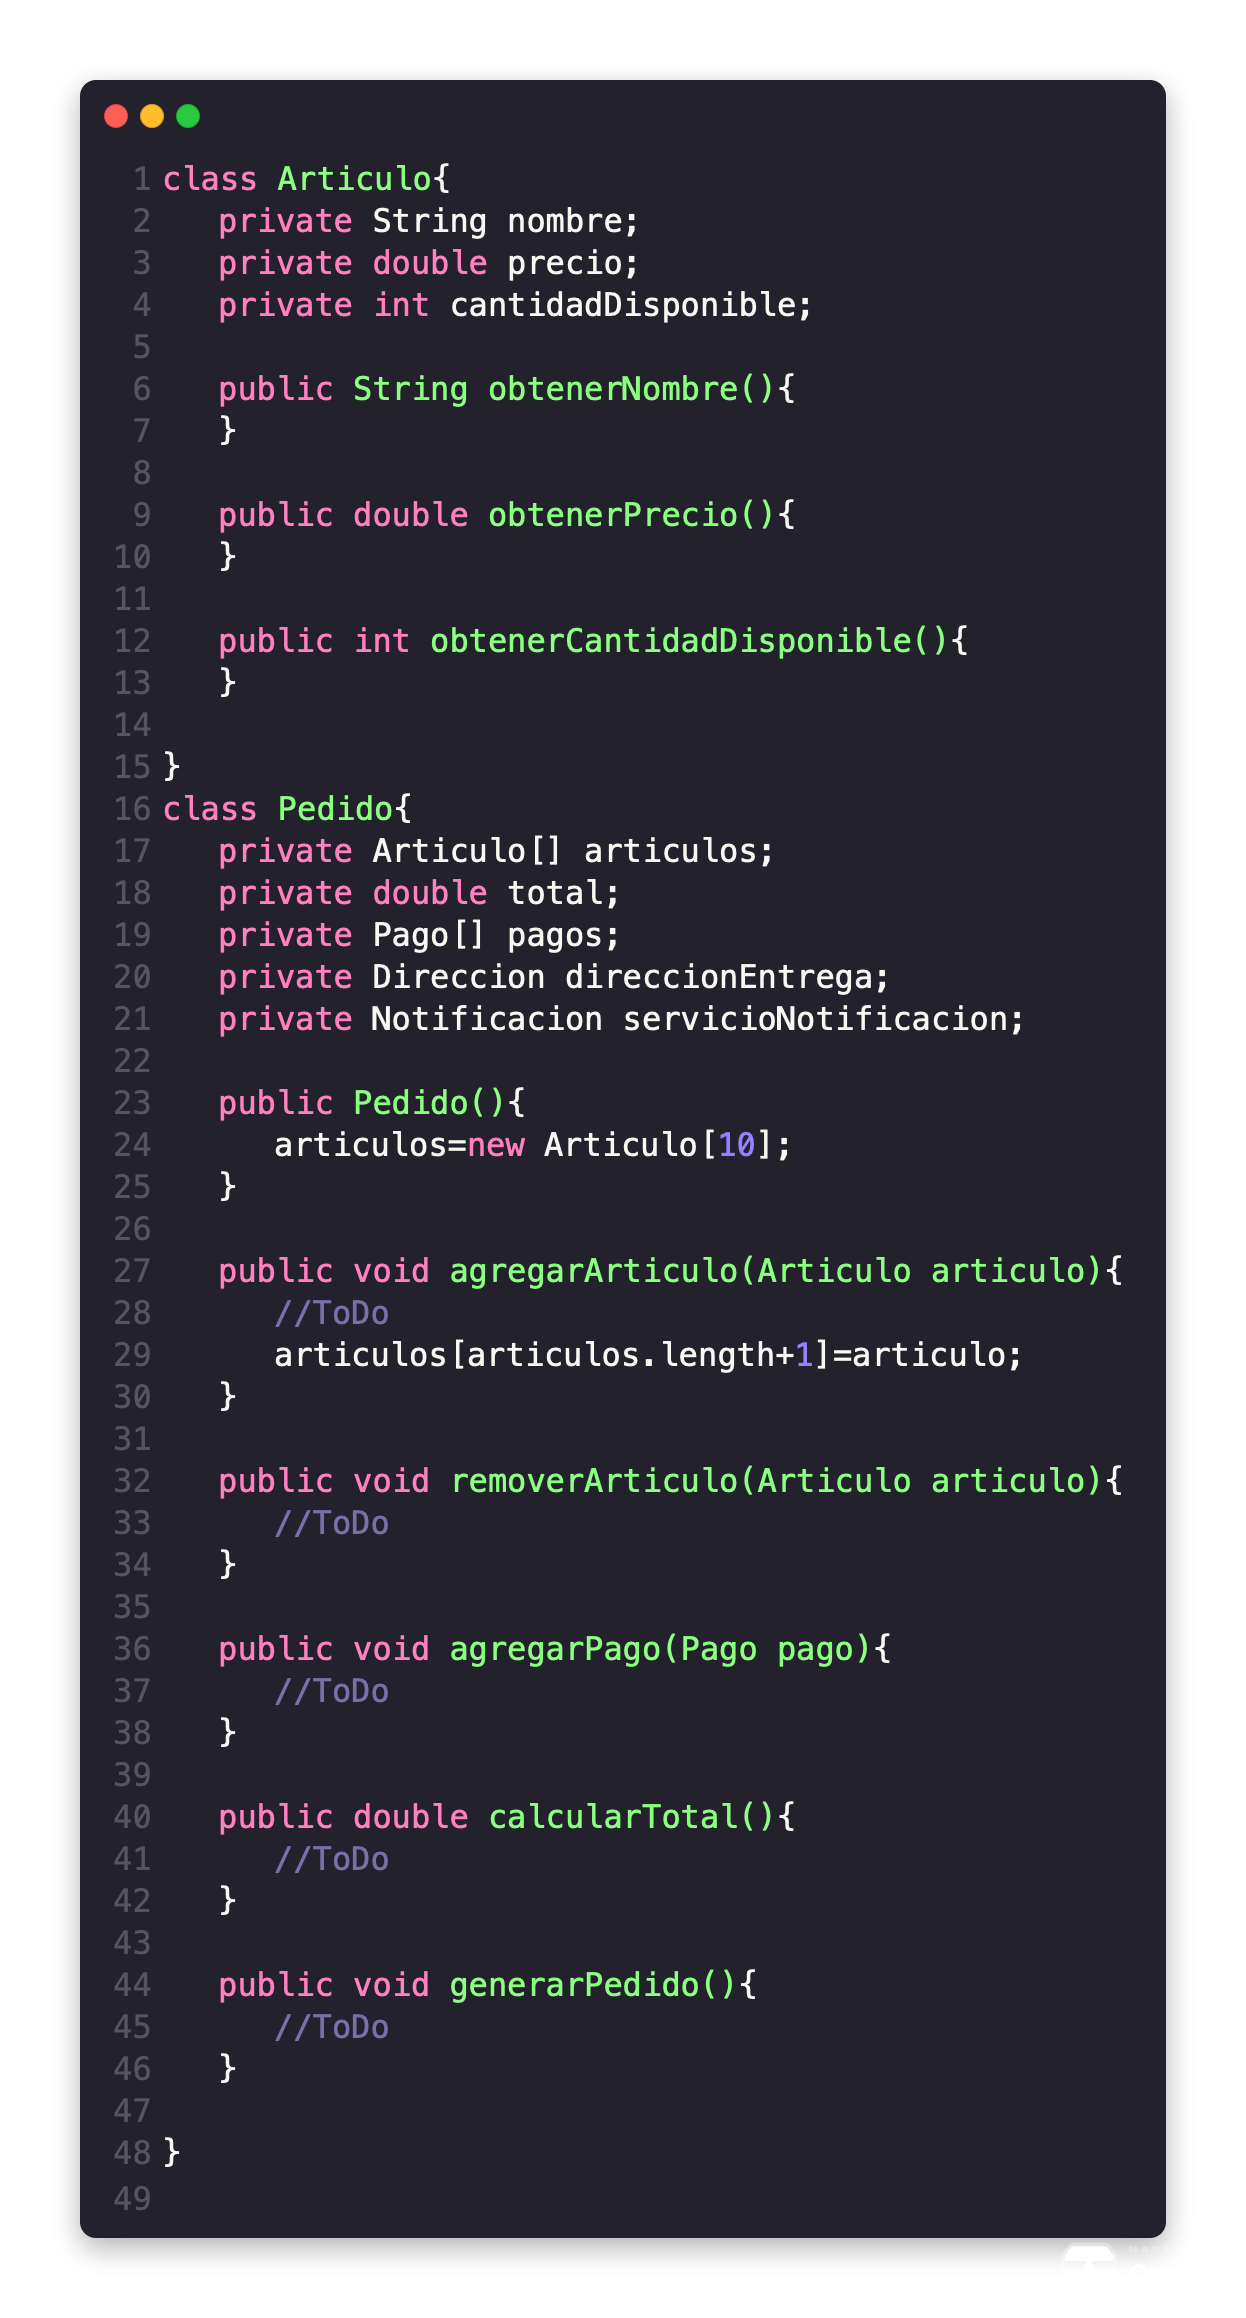 1 class Articulo{
2 private String nombre;
3 private double precio;
4 private int cantidadDisponible;
5
6 public String obtenerNombre(){
7 }
8
9 public double obtenerPrecio(){
10 }
11
12 public int obtenerCantidadDisponible(){
13 }
14
15 }
16 class Pedido{
17 private Articulo[] articulos;
18 private double total;
19 private Pago[] pagos;
20 private Direccion direccionEntrega;
21 private Notificacion servicioNotificacion;
22
23 public Pedido(){
24 articulos=new Articulo[10];
25 }
26
27 public void agregarArticulo(Articulo articulo){
28 //ToDo
29 articulos[articulos.length+1]=articulo;
30 }
31
32 public void removerArticulo(Articulo articulo){
33 //ToDo
34 }
35
36 public void agregarPago(Pago pago){
37 //ToDo
38 }
39
40 public double calcularTotal(){
41 //ToDo
42 }
43
44 public void generarPedido(){
45 //ToDo
46 }
47
48 }
49